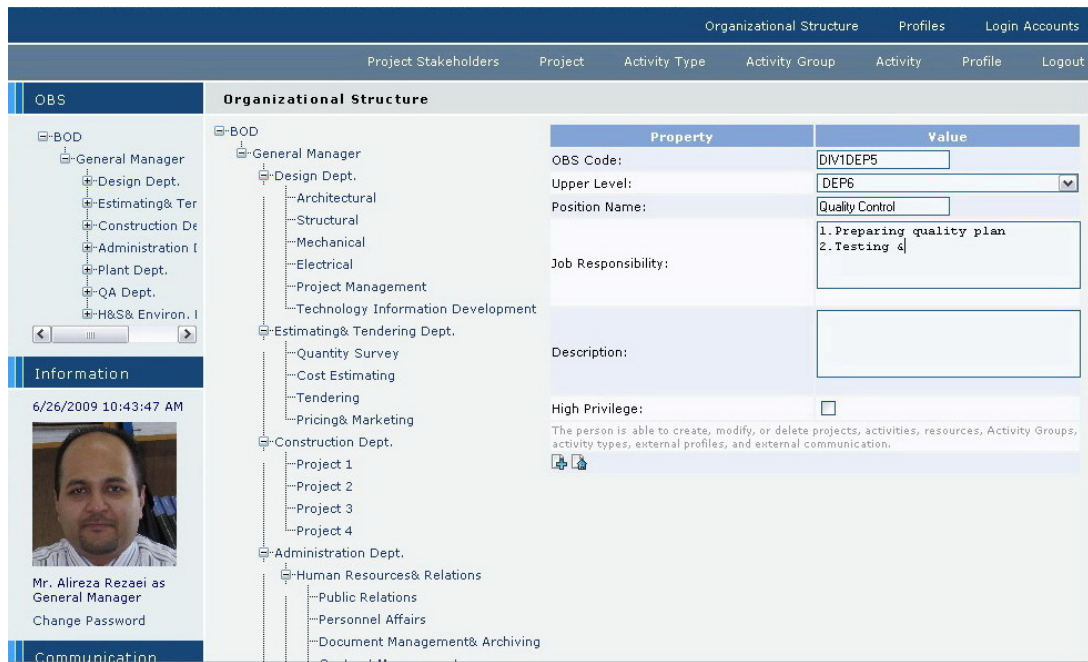 Organizational Structure Profiles Login Accounts
Project Stakeholders Project Activity Type Activity Group Activity Profile Logout
OBS
BOD
General Manager
Design Dept.
Estimating& Ter
Construction De
Administration D
Plant Dept.
QA Dept.
H&S& Environ.
Information
6/26/2009 10:43:47 AM
Mr. Alireza Rezaei as
General Manager
Change Password
Communication
Organizational Structure
BOD
General Manager
Design Dept.
Architectural
Structural
Mechanical
Electrical
Project Management
Technology Information Development
Estimating& Tendering Dept.
Quantity Survey
Cost Estimating
Tendering
Pricing& Marketing
Construction Dept.
Project 1
Project 2
Project 3
Project 4
Administration Dept.
Human Resources& Relations
Public Relations
Personnel Affairs
Document Management& Archiving
Property Value
OBS Code: DIV1DEP5
Upper Level: DEP6
Position Name: Quality Control
Job Responsibility:
1.Preparing quality plan
2.Testing &
Description:
High Privilege:
The person is able to create, modify, or delete projects, activities, resources, Activity Groups,
activity types, external profiles, and external communication.